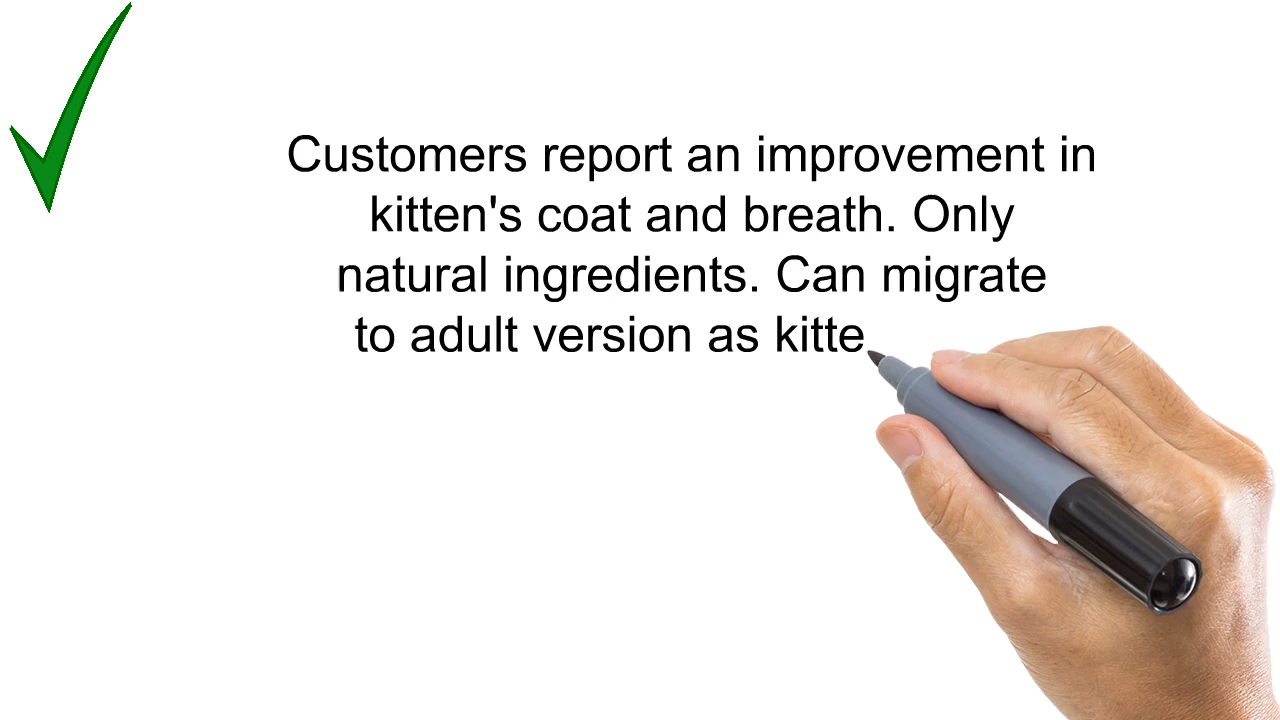 Customers report an improvement in
kitten's coat and breath. Only
natural ingredients. Can migrate
to adult version as kitte